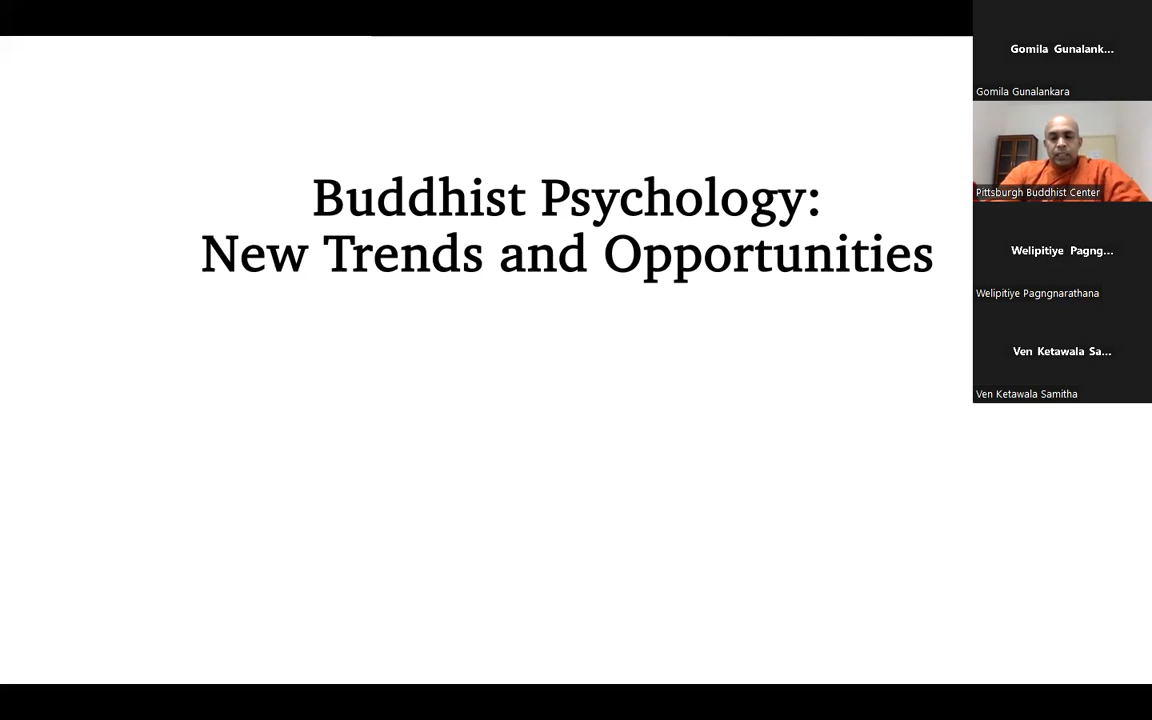 Buddhist Psychology:
New Trends and Opportunities
Gomila Gunalank...
Gomila Gunalankara
Pittsburgh Buddhist Center
Welipitiye Pagng...
Welipitiye Pagngnarathana
Ven Ketawala Sa...
Ven Ketawala Samitha